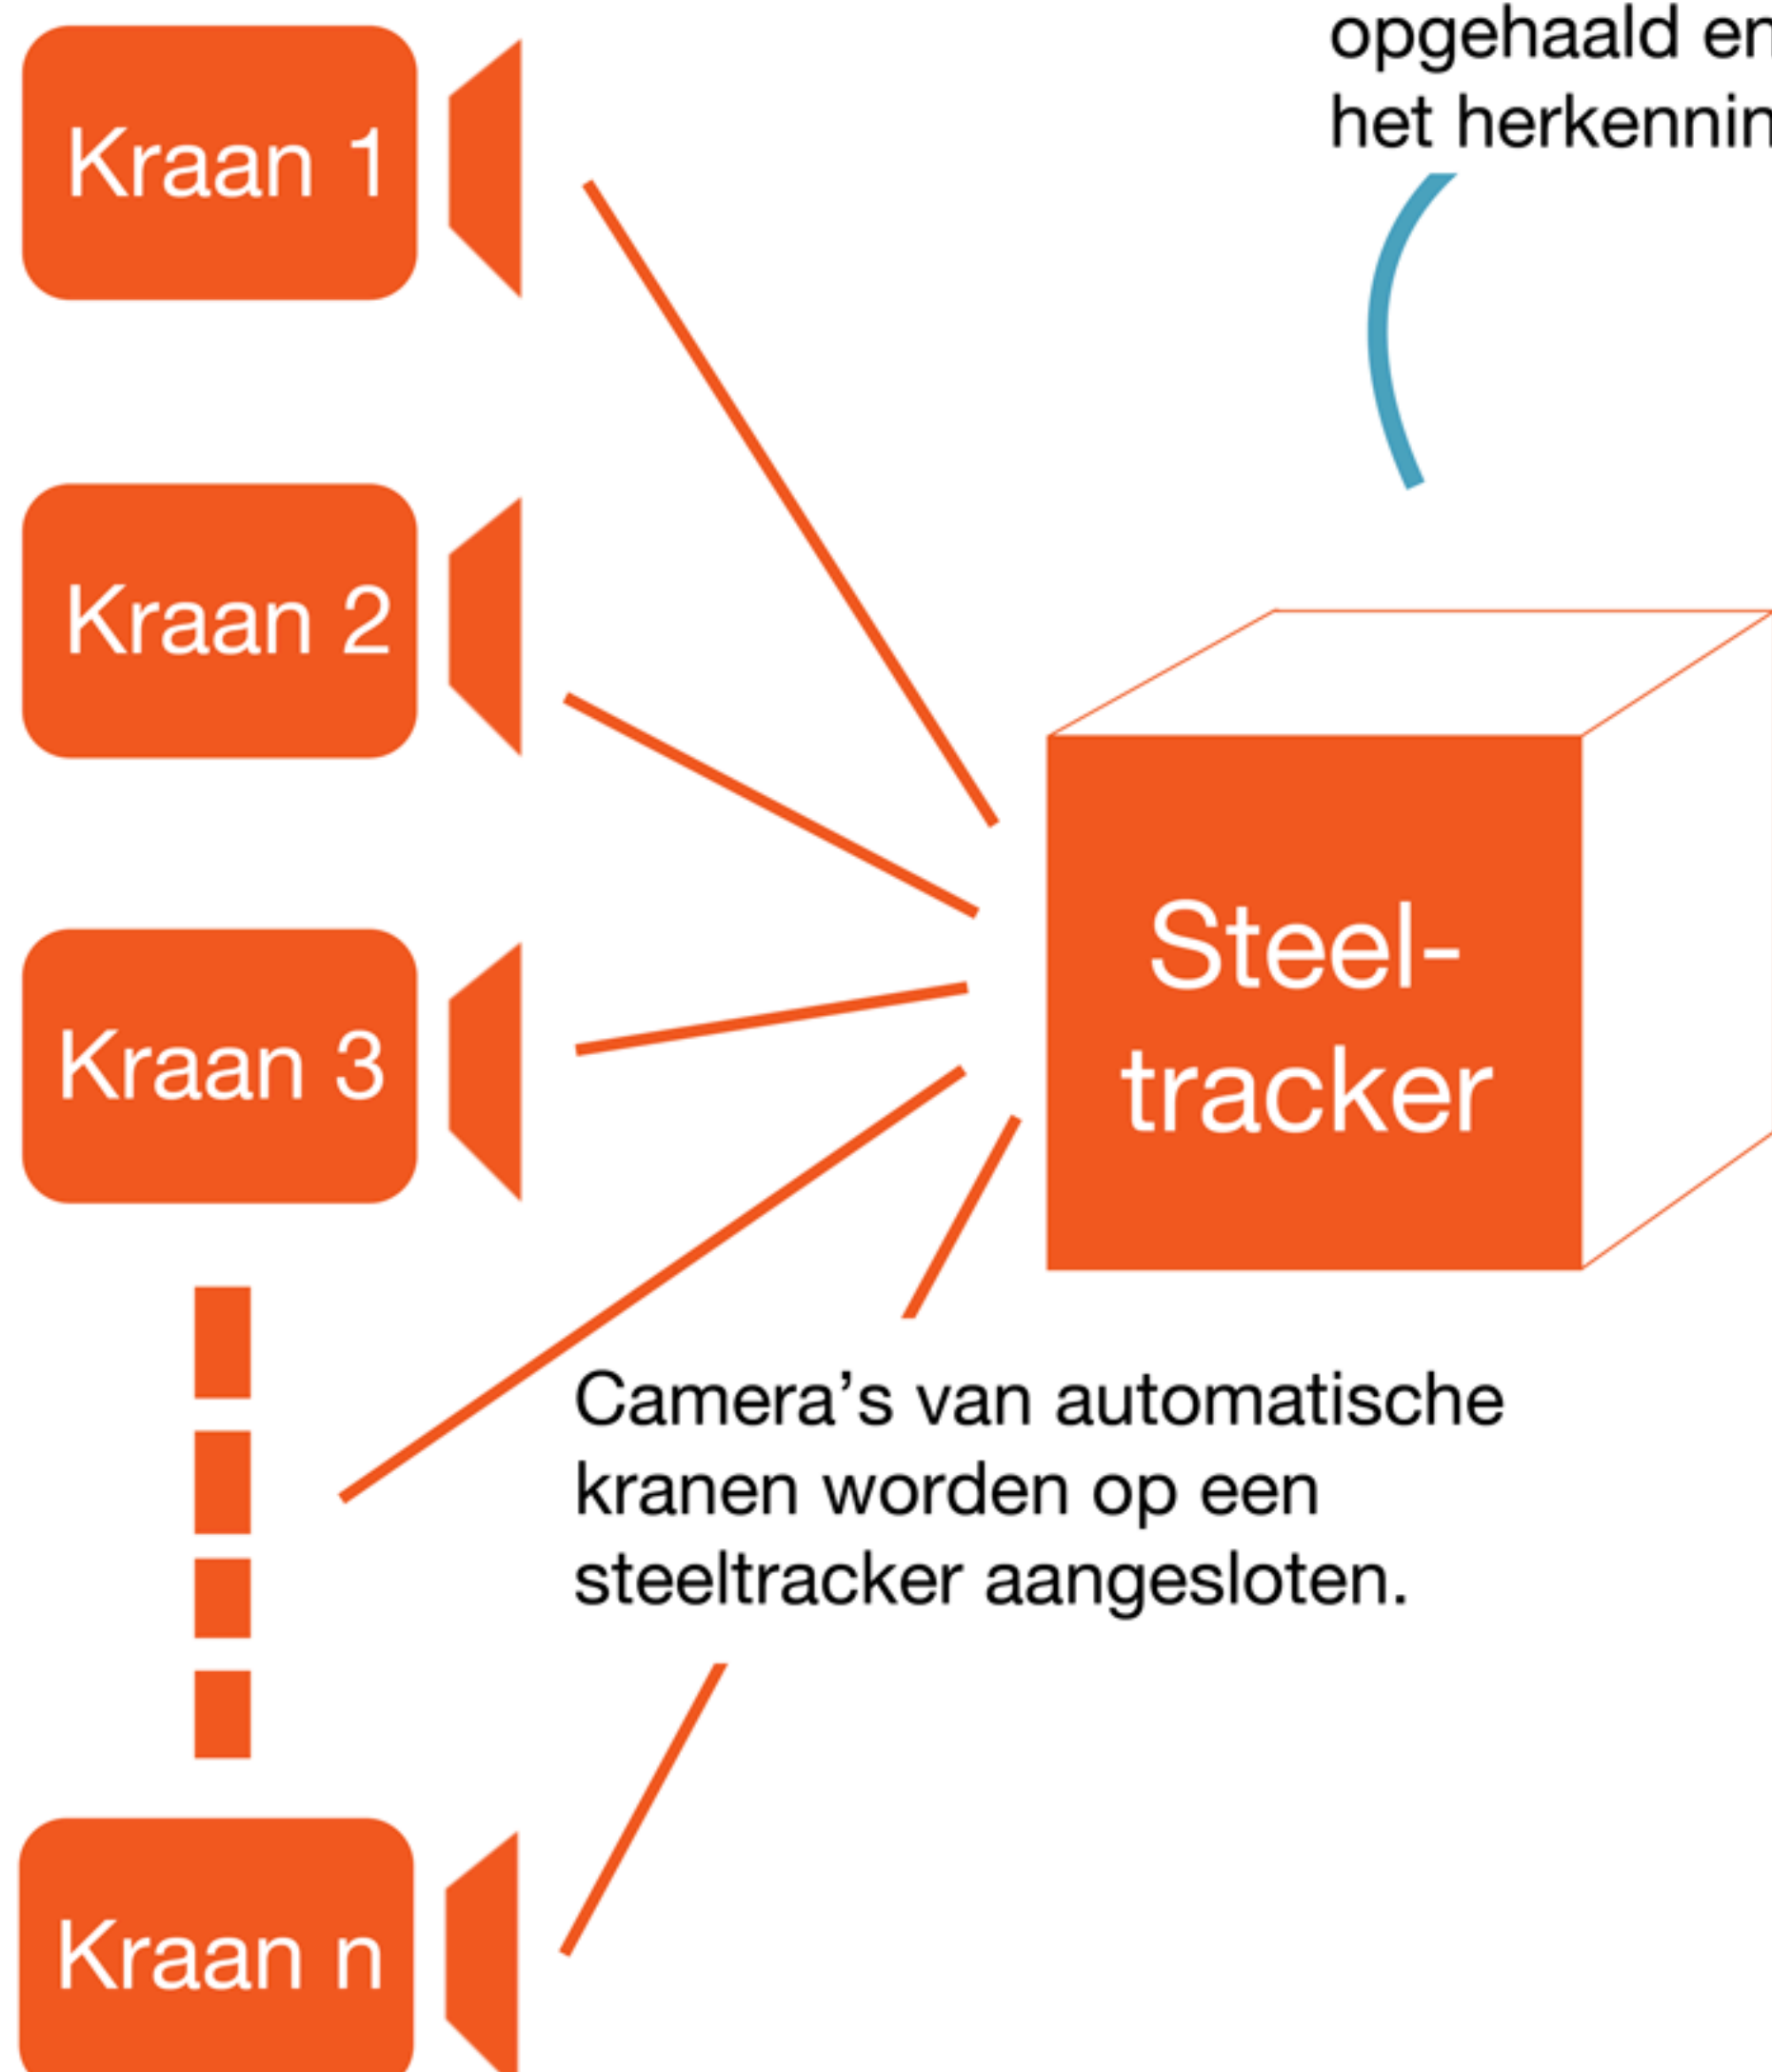 opgehaald en
het
Kraan 1
Kraan 2
Kraan 3
Steel-
tracker
Camera’s van automatische
kranen worden op een
steeltracker aangesloten.
Kraan n